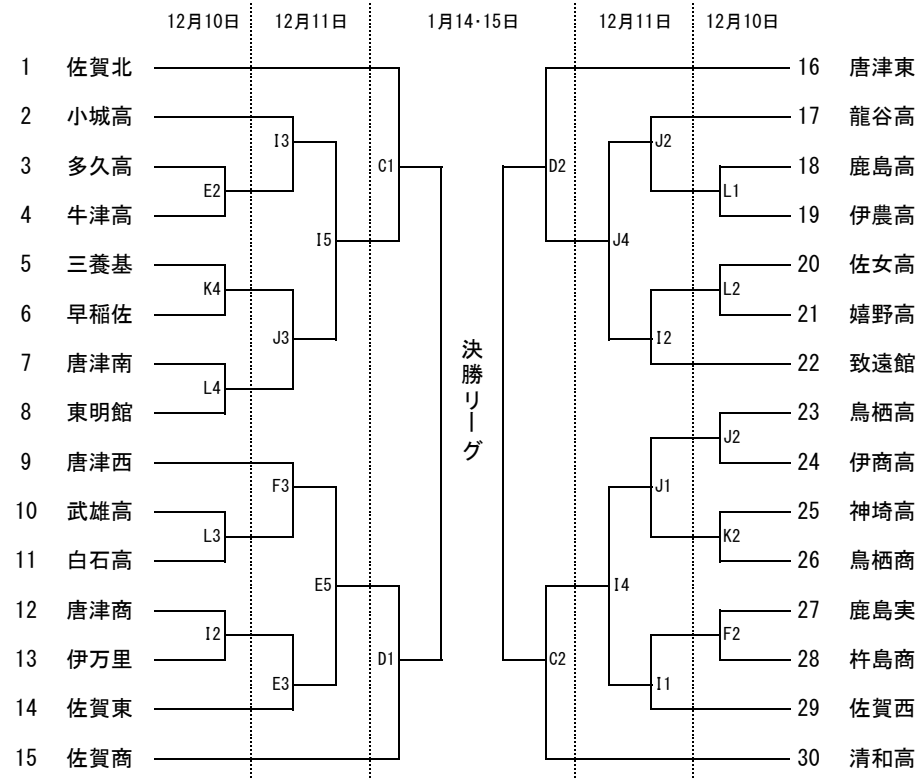 12月10日 12月11日 1月14・15日 12月11日 12月10日
1 佐賀北 16 唐津東
2 小城高 17 龍谷高
I3 J2
3 多久高 C1 D2 18 鹿島高
E2 L1
4 牛津高 19 伊農高
I5 J4
5 三養基 20 佐女高
K4 L2
6 早稲佐 21 嬉野高
J3 I2
7 唐津南 22 致遠館
L4
8 東明館 23 鳥栖高
決勝リーグ
J2
9 唐津西 24 伊商高
F3 J1
10 武雄高 25 神埼高
L3 K2
11 白石高 26 鳥栖商
E5 I4
12 唐津商 27 鹿島実
I2 F2
13 伊万里 D1 C2 28 杵島商
E3 I1
14 佐賀東 29 佐賀西
15 佐賀商 30 清和高